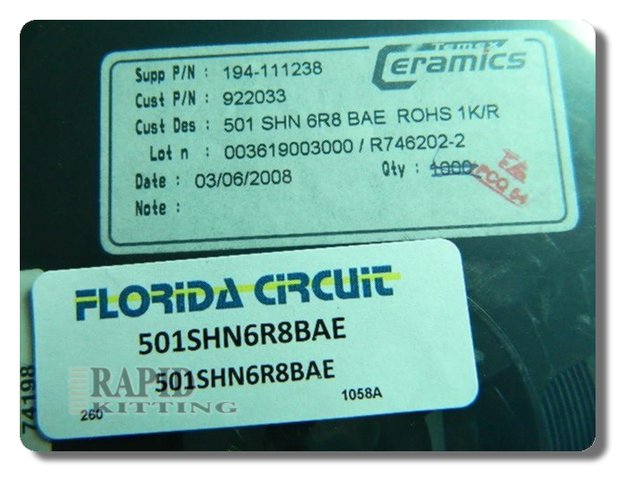 Ceramics
Supp P/N : 194-111238
Cust P/N : 922033
Cust Des : 501 SHN 6R8 BAE ROHS 1K/R
Lot n : 003619003000 / R746202-2
Date : 03/06/2008 Qty : 1000
Note :
FLORIDA CIRCUIT
501SHN6R8BAE
501SHN6R8BAE
RAPID
KITTING
260 1058A
74198